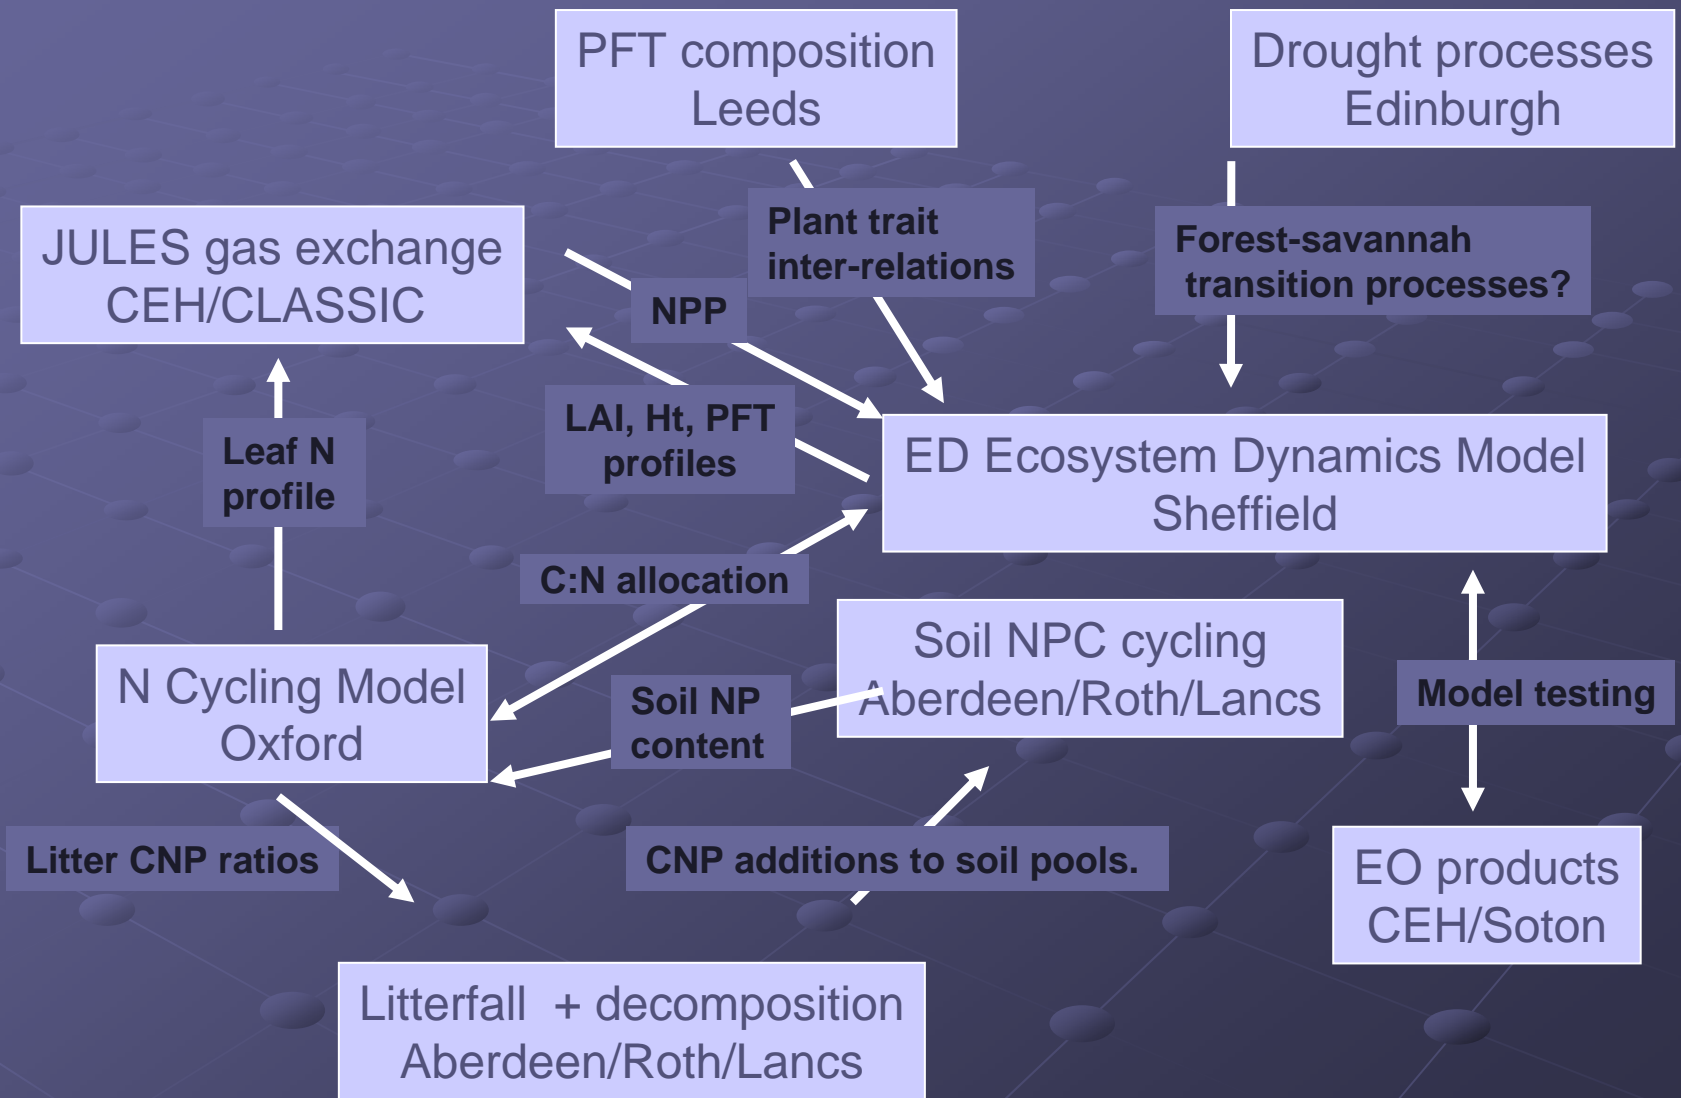 PFT composition
Leeds
Drought processes
Edinburgh
Plant trait
inter-relations
Forest-savannah
transition processes?
JULES gas exchange
CEH/CLASSIC
NPP
LAI, Ht, PFT
profiles
Leaf N
profile
ED Ecosystem Dynamics Model
Sheffield
C:N allocation
Soil NPC cycling
Aberdeen/Roth/Lancs
N Cycling Model
Oxford
Soil NP
content
Model testing
Litter CNP ratios
CNP additions to soil pools.
EO products
CEH/Soton
Litterfall + decomposition
Aberdeen/Roth/Lancs